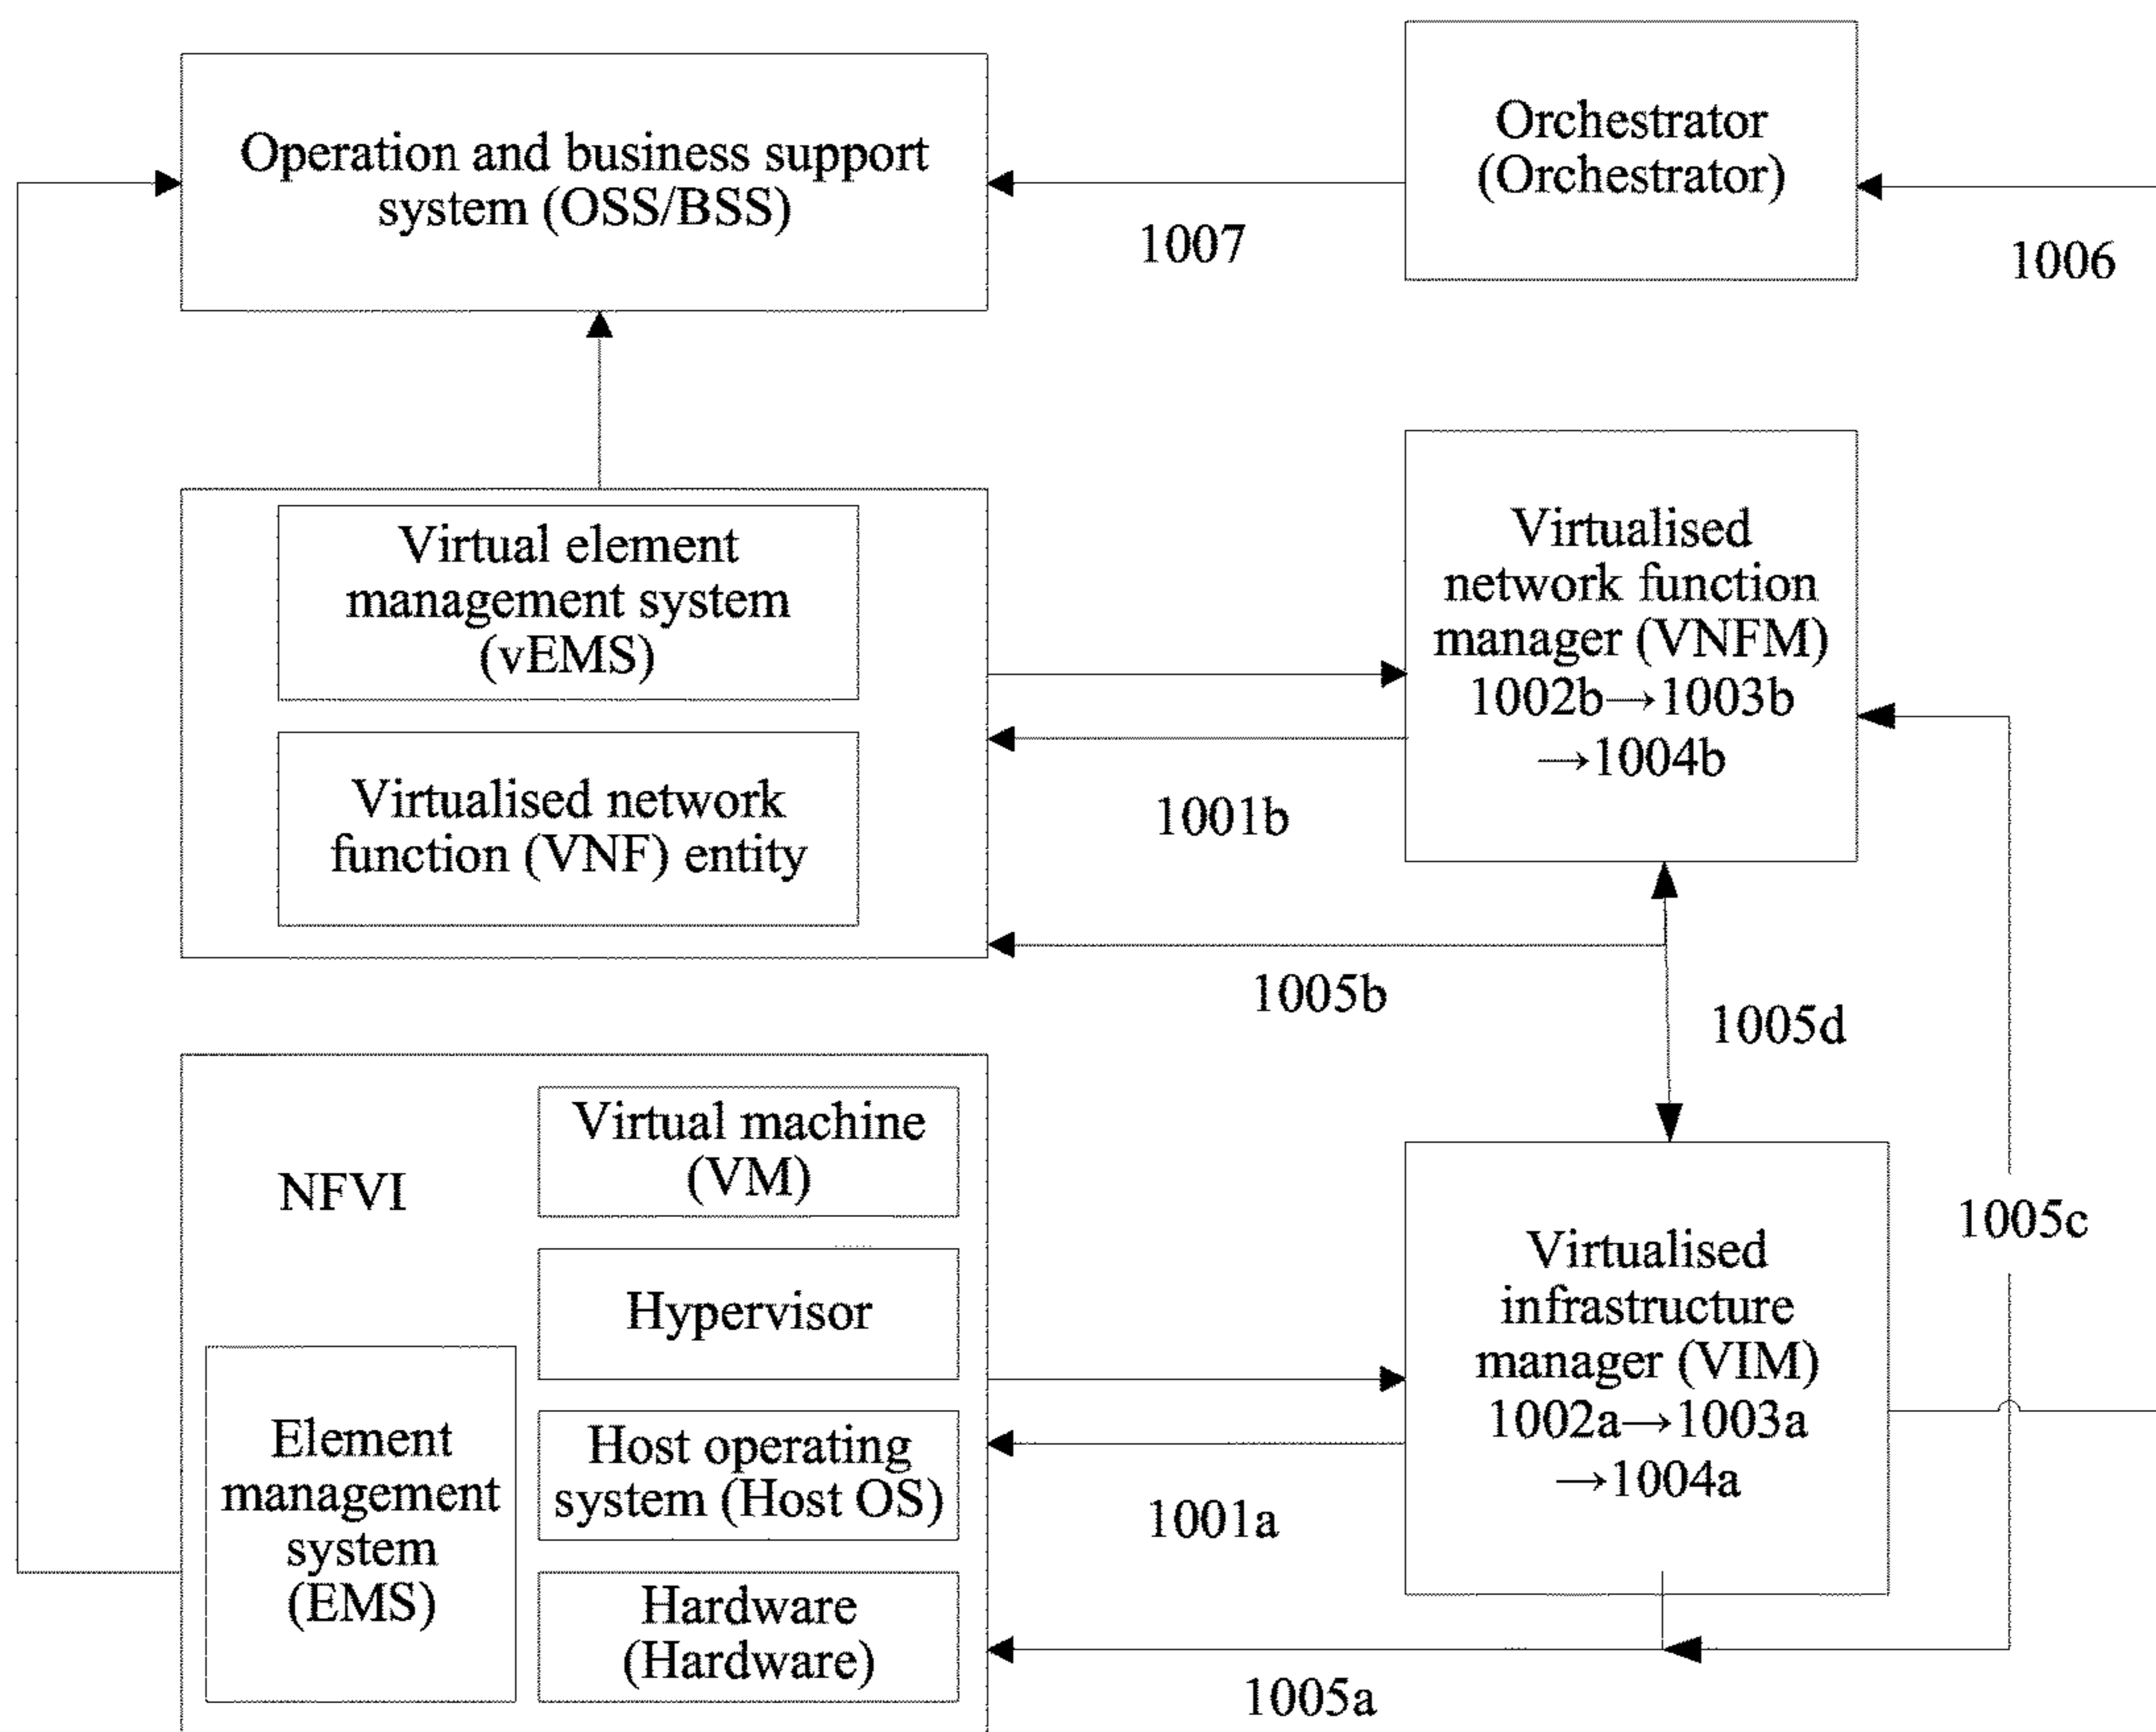 Operation and business support
system (OSS/BSS)
Orchestrator
(Orchestrator)
1007
1006
Virtual element
management system
(vEMS)
Virtualised network
function (VNF) entity
Virtualised
network function
manager (VNFM)
1002b→1003b
→1004b
1001b
1005b
1005d
1005c
NFVI
Virtual machine
(VM)
Hypervisor
Host operating
system (Host OS)
Hardware
(Hardware)
Element
management
system
(EMS)
Virtualised
infrastructure
manager (VIM)
1002a→1003a
→1004a
1001a
1005a